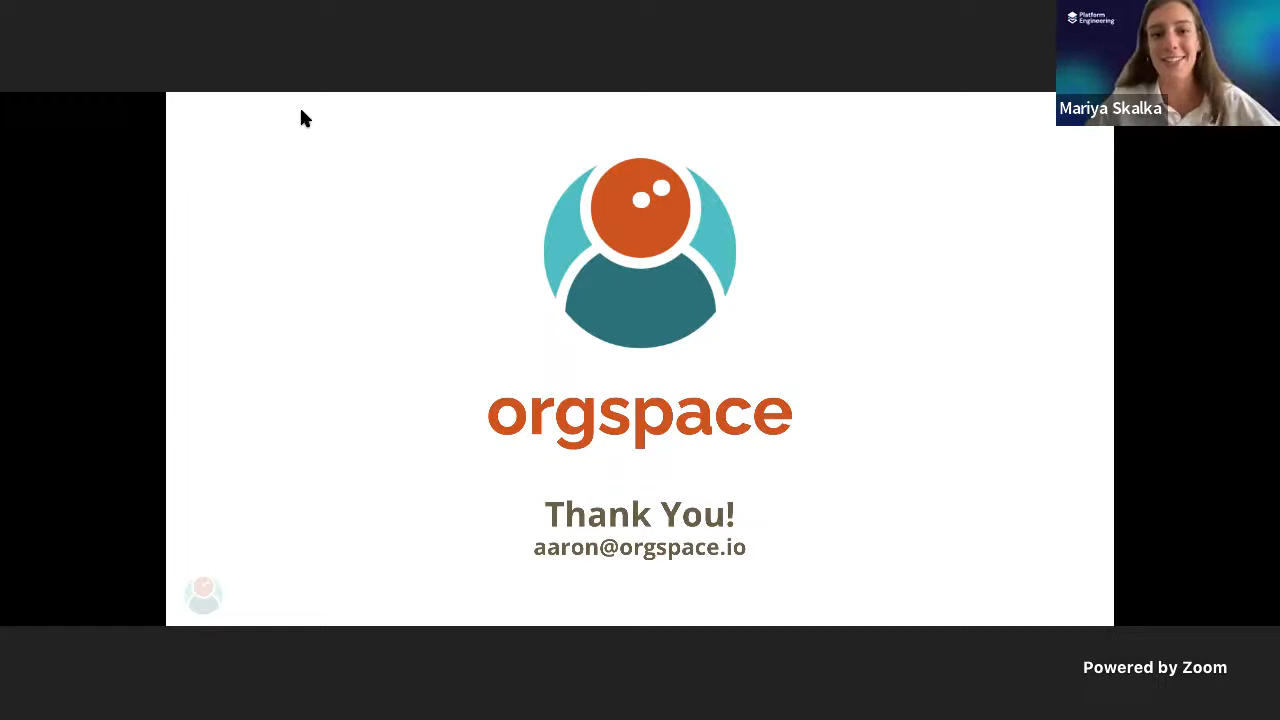 Platform
Engineering
Mariya Skalka
orgspace
Thank You!
aaron@orgspace.io
Powered by Zoom